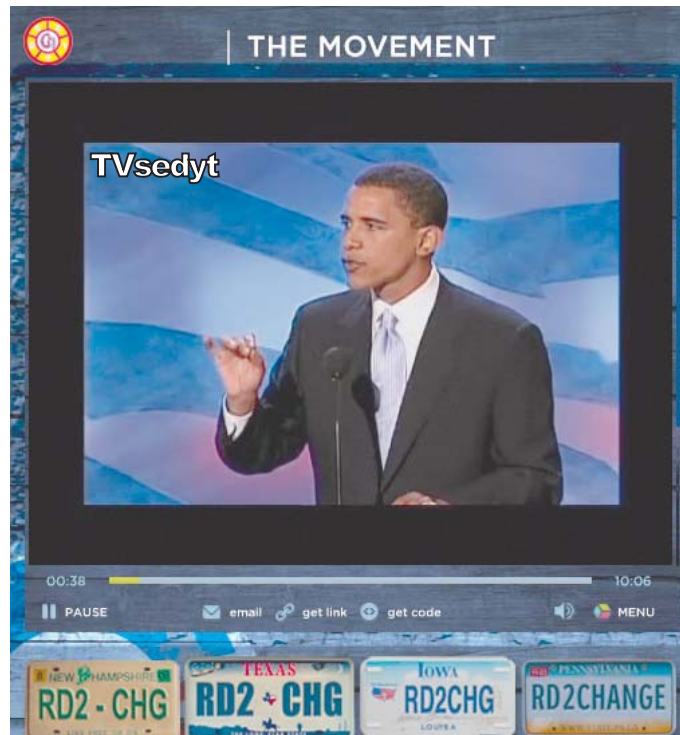 THE MOVEMENT
TVsedyt
00:38
10:06
PAUSE
email
get link
get code
MENU
NEW HAMPSHIRE
RD2 - CHG
TEXAS
RD2 CHG
IOWA
RD2CHG
LOUISA
PENNSYLVANIA
RD2CHANGE